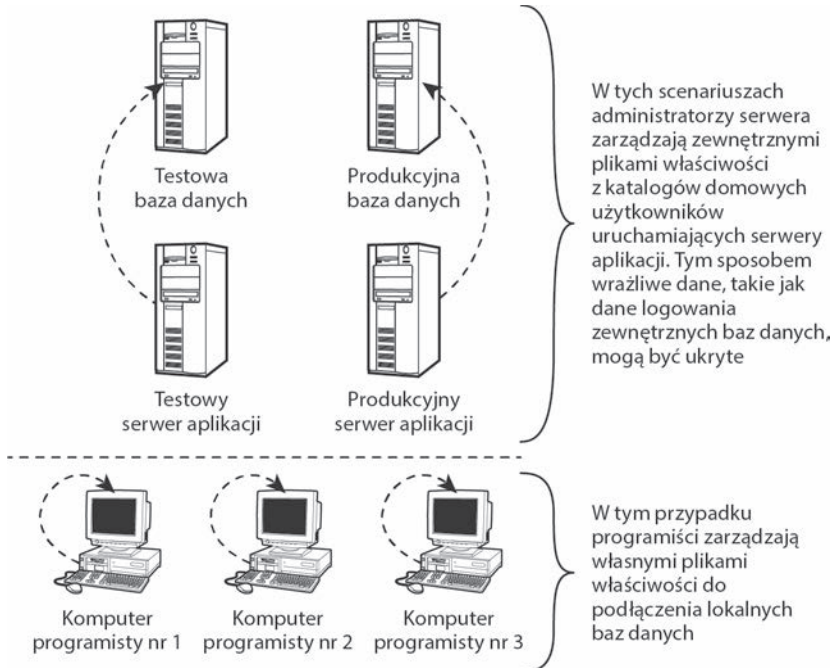 Testowa
baza danych
Produkcyjna
baza danych
Testowy
serwer aplikacji
Produkcyjny
serwer aplikacji
W tych scenariuszach
administratorzy serwera
zarządzają zewnętrznymi
plikami właściwości
z katalogów domowych
użytkowników
uruchamiających serwery
aplikacji. Tym sposobem
wrażliwe dane, takie jak
dane logowania
zewnętrznych baz danych,
mogą być ukryte
Komputer
programisty nr 1
Komputer
programisty nr 2
Komputer
programisty nr 3
W tym przypadku
programiści zarządzają
własnymi plikami
właściwości do
podłączenia lokalnych
baz danych